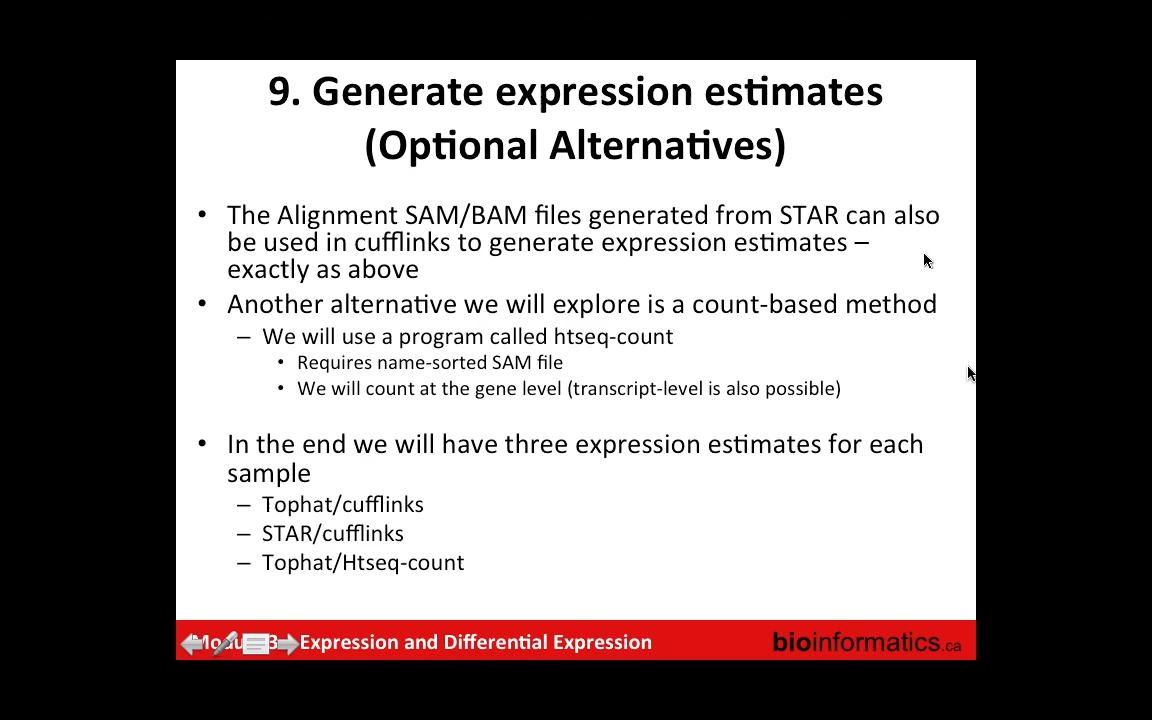 9. Generate expression estimates
(Optional Alternatives)
• The Alignment SAM/BAM files generated from STAR can also
be used in cufflinks to generate expression estimates –
exactly as above
• Another alternative we will explore is a count-based method
– We will use a program called htseq-count
• Requires name-sorted SAM file
• We will count at the gene level (transcript-level is also possible)
• In the end we will have three expression estimates for each
sample
– Tophat/cufflinks
– STAR/cufflinks
– Tophat/Htseq-count
3 Expression and Differential Expression
bioinformatics.ca